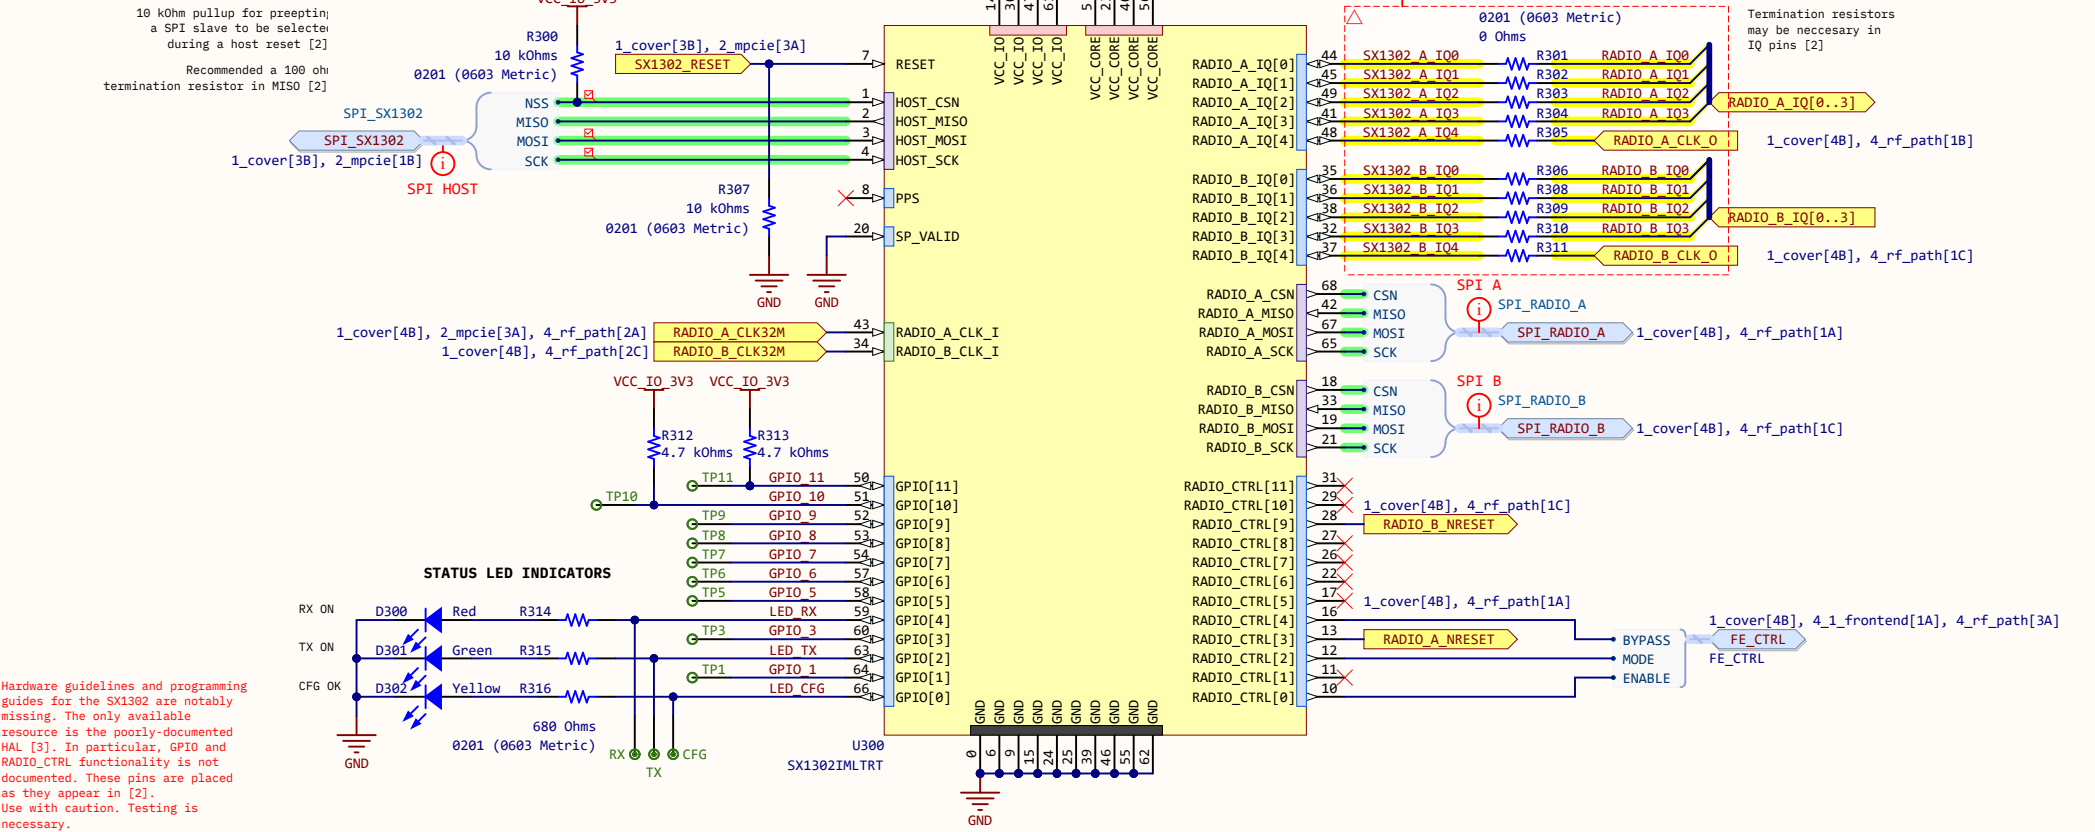 10 kOhm pullup for preepting
a SPI slave to be selected
during a host reset [2]
Recommended a 100 ohm
termination resistor in MISO [2]
R300
10 kOhms
0201 (0603 Metric)
1_cover[3B], 2_mpcie[3A]
SX1302_RESET
SPI_SX1302
SPI_SX1302
1_cover[3B], 2_mpcie[1B]
SPI HOST
NSS
MISO
MOSI
SCK
R307
10 kOhms
0201 (0603 Metric)
GND
GND
7 RESET
1 HOST_CSN
2 HOST_MISO
3 HOST_MOSI
4 HOST_SCK
8 PPS
20 SP_VALID
1_cover[4B], 2_mpcie[3A], 4_rf_path[2A] RADIO_A_CLK32M 43 RADIO_A_CLK_I
1_cover[4B], 4_rf_path[2C] RADIO_B_CLK32M 34 RADIO_B_CLK_I
VCC_IO_3V3 VCC_IO_3V3
R312
4.7 kOhms
R313
4.7 kOhms
TP11 GPIO_11 50 GPIO[11]
TP10 GPIO_10 51 GPIO[10]
TP9 GPIO_9 52 GPIO[9]
TP8 GPIO_8 53 GPIO[8]
TP7 GPIO_7 54 GPIO[7]
TP6 GPIO_6 57 GPIO[6]
TP5 GPIO_5 58 GPIO[5]
LED_RX 59 GPIO[4]
TP3 GPIO_3 60 GPIO[3]
LED_TX 63 GPIO[2]
TP1 GPIO_1 64 GPIO[1]
LED_CFG 66 GPIO[0]
STATUS LED INDICATORS
RX ON D300 Red R314
TX ON D301 Green R315
CFG OK D302 Yellow R316
680 Ohms
0201 (0603 Metric)
RX
TX
CFG
GND
Hardware guidelines and programming
guides for the SX1302 are notably
missing. The only available
resource is the poorly-documented
HAL [3]. In particular, GPIO and
RADIO_CTRL functionality is not
documented. These pins are placed
as they appear in [2].
Use with caution. Testing is
necessary.
U300
SX1302IMLTRT
VCC_IO VCC_IO VCC_IO VCC_IO
VCC_CORE VCC_CORE VCC_CORE VCC_CORE
GND GND GND GND GND GND GND GND GND GND
0 6 9 15 24 25 39 46 55 62
GND
0201 (0603 Metric)
0 Ohms
Termination resistors
may be neccesary in
IQ pins [2]
RADIO_A_IQ[0] 44 SX1302_A_IQ0 R301 RADIO_A_IQ0
RADIO_A_IQ[1] 45 SX1302_A_IQ1 R302 RADIO_A_IQ1
RADIO_A_IQ[2] 49 SX1302_A_IQ2 R303 RADIO_A_IQ2 RADIO_A_IQ[0..3]
RADIO_A_IQ[3] 41 SX1302_A_IQ3 R304 RADIO_A_IQ3
RADIO_A_IQ[4] 48 SX1302_A_IQ4 R305 RADIO_A_CLK_O 1_cover[4B], 4_rf_path[1B]
RADIO_B_IQ[0] 35 SX1302_B_IQ0 R306 RADIO_B_IQ0
RADIO_B_IQ[1] 36 SX1302_B_IQ1 R308 RADIO_B_IQ1
RADIO_B_IQ[2] 38 SX1302_B_IQ2 R309 RADIO_B_IQ2 RADIO_B_IQ[0..3]
RADIO_B_IQ[3] 32 SX1302_B_IQ3 R310 RADIO_B_IQ3
RADIO_B_IQ[4] 37 SX1302_B_IQ4 R311 RADIO_B_CLK_O 1_cover[4B], 4_rf_path[1C]
SPI A
RADIO_A_CSN 68 CSN
SPI_RADIO_A
RADIO_A_MISO 42 MISO
RADIO_A_MOSI 67 MOSI SPI_RADIO_A 1_cover[4B], 4_rf_path[1A]
RADIO_A_SCK 65 SCK
SPI B
RADIO_B_CSN 18 CSN
SPI_RADIO_B
RADIO_B_MISO 33 MISO
RADIO_B_MOSI 19 MOSI SPI_RADIO_B 1_cover[4B], 4_rf_path[1C]
RADIO_B_SCK 21 SCK
RADIO_CTRL[11] 31
RADIO_CTRL[10] 29 1_cover[4B], 4_rf_path[1C]
RADIO_CTRL[9] 28 RADIO_B_NRESET
RADIO_CTRL[8] 27
RADIO_CTRL[7] 26
RADIO_CTRL[6] 22
RADIO_CTRL[5] 17 1_cover[4B], 4_rf_path[1A]
RADIO_CTRL[4] 16
RADIO_CTRL[3] 13 RADIO_A_NRESET
RADIO_CTRL[2] 12
RADIO_CTRL[1] 11
RADIO_CTRL[0] 10
1_cover[4B], 4_1_frontend[1A], 4_rf_path[3A]
BYPASS FE_CTRL
MODE FE_CTRL
ENABLE